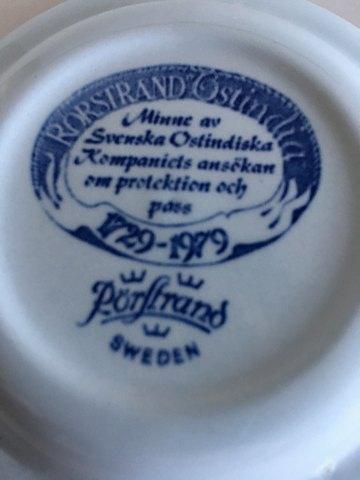 RÖRSTRAND Ostindia
Minne av
Svenska Ostindiska
Kompaniets ansökan
om protektion och
pass
1729-1979
Rörstrand
SWEDEN